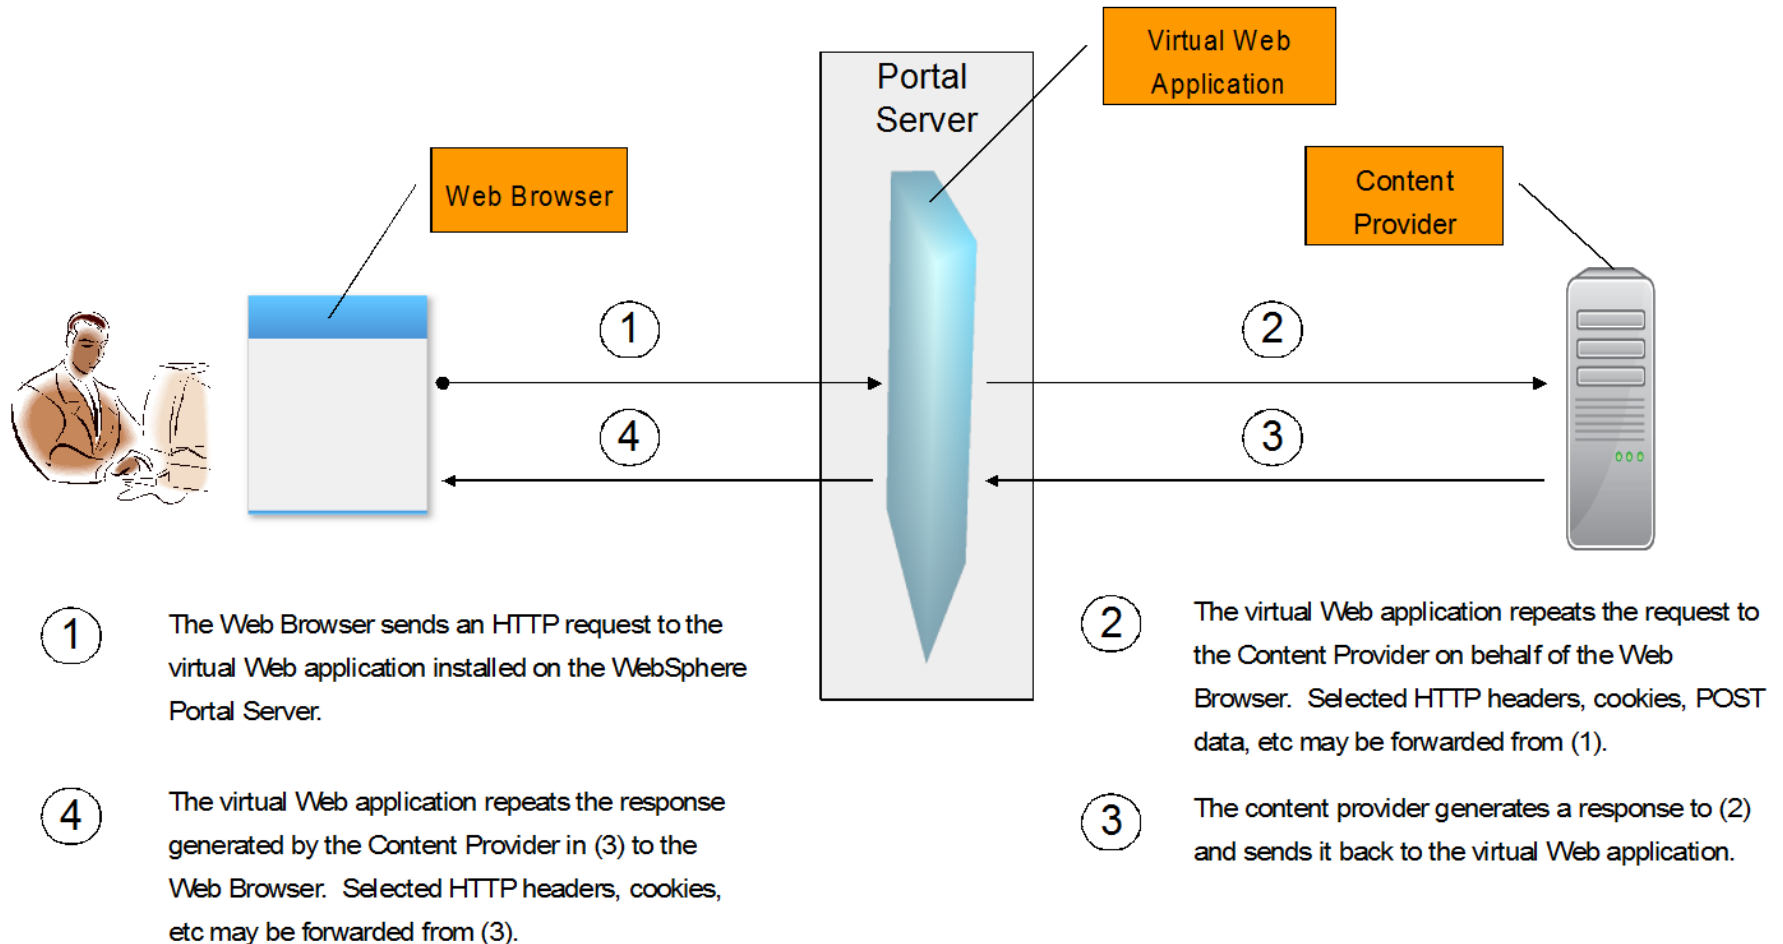 Virtual Web
Application
Portal
Server
Web Browser
Content
Provider
1
2
4
3
1
The Web Browser sends an HTTP request to the
virtual Web application installed on the WebSphere
Portal Server.
2
The virtual Web application repeats the request to
the Content Provider on behalf of the Web
Browser. Selected HTTP headers, cookies, POST
data, etc may be forwarded from (1).
4
The virtual Web application repeats the response
generated by the Content Provider in (3) to the
Web Browser. Selected HTTP headers, cookies,
etc may be forwarded from (3).
3
The content provider generates a response to (2)
and sends it back to the virtual Web application.